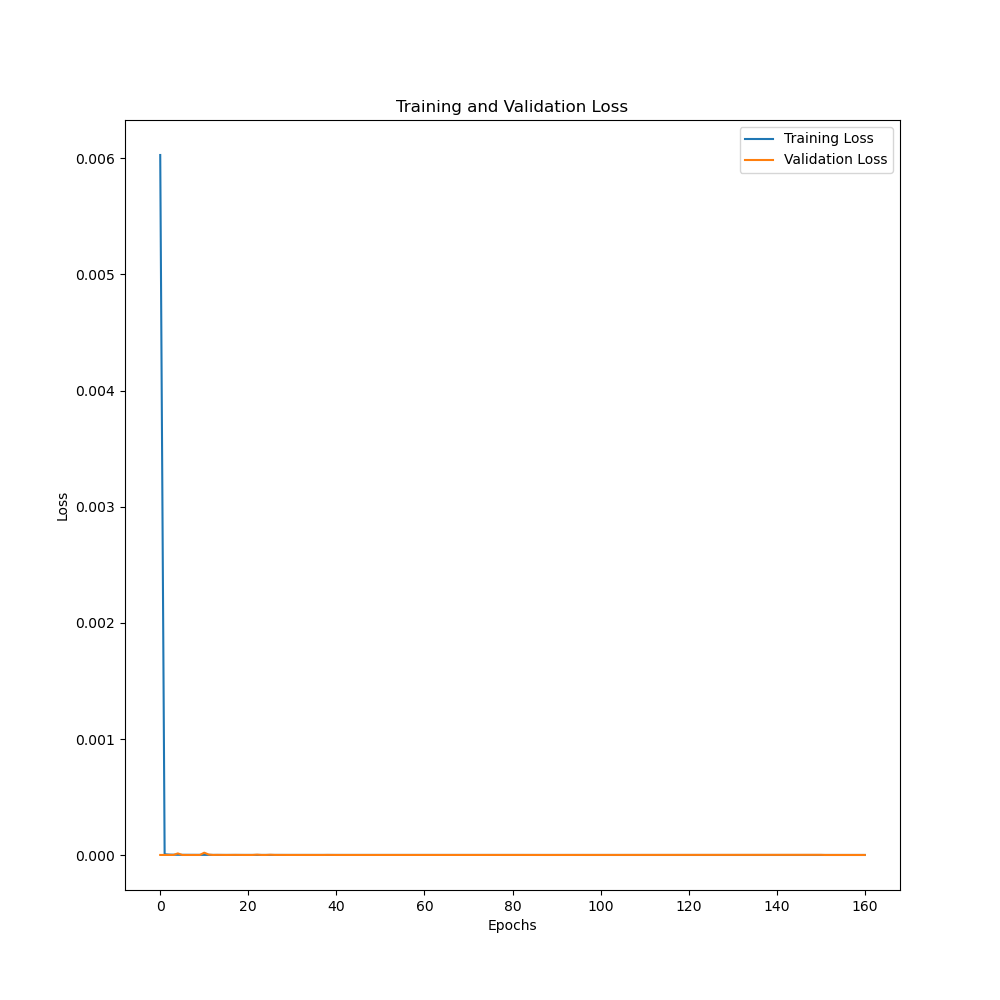 Training and Validation Loss
Training Loss
Validation Loss
0.006
0.005
0.004
0.003
0.002
0.001
0.000
Loss
0 20 40 60 80 100 120 140 160
Epochs